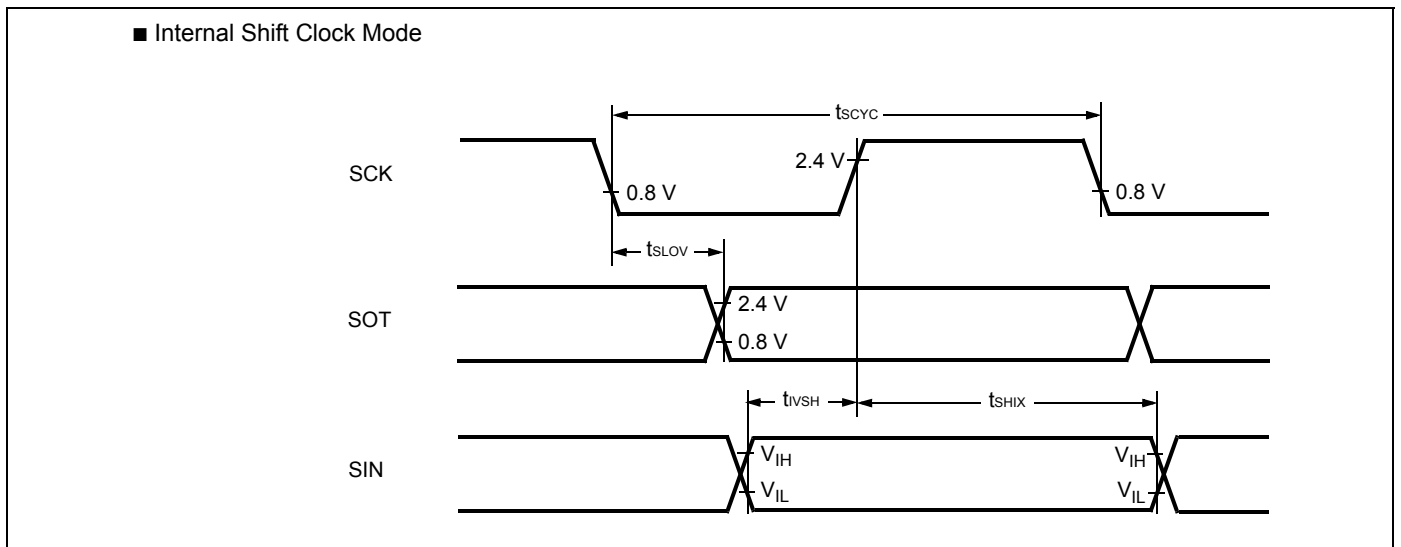 ■ Internal Shift Clock Mode
tSCYC
SCK
2.4 V
0.8 V
0.8 V
tSLOV
SOT
2.4 V
0.8 V
tIVSH
tSHIX
SIN
VIH
VIH
VIL
VIL